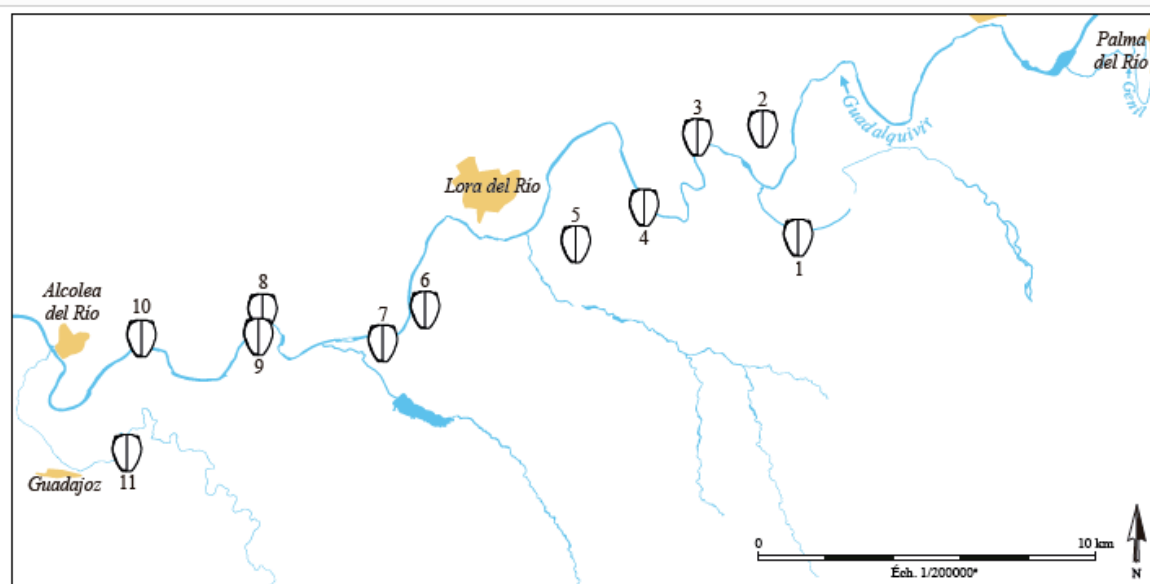 Palma
del Río
Genil
Guadalquivir
2
3
Lora del Río
5
4
1
Alcolea
del Río
8
6
10
7
9
Guadajoz
11
0
10 km
Éch. 1/200000ᵉ
N